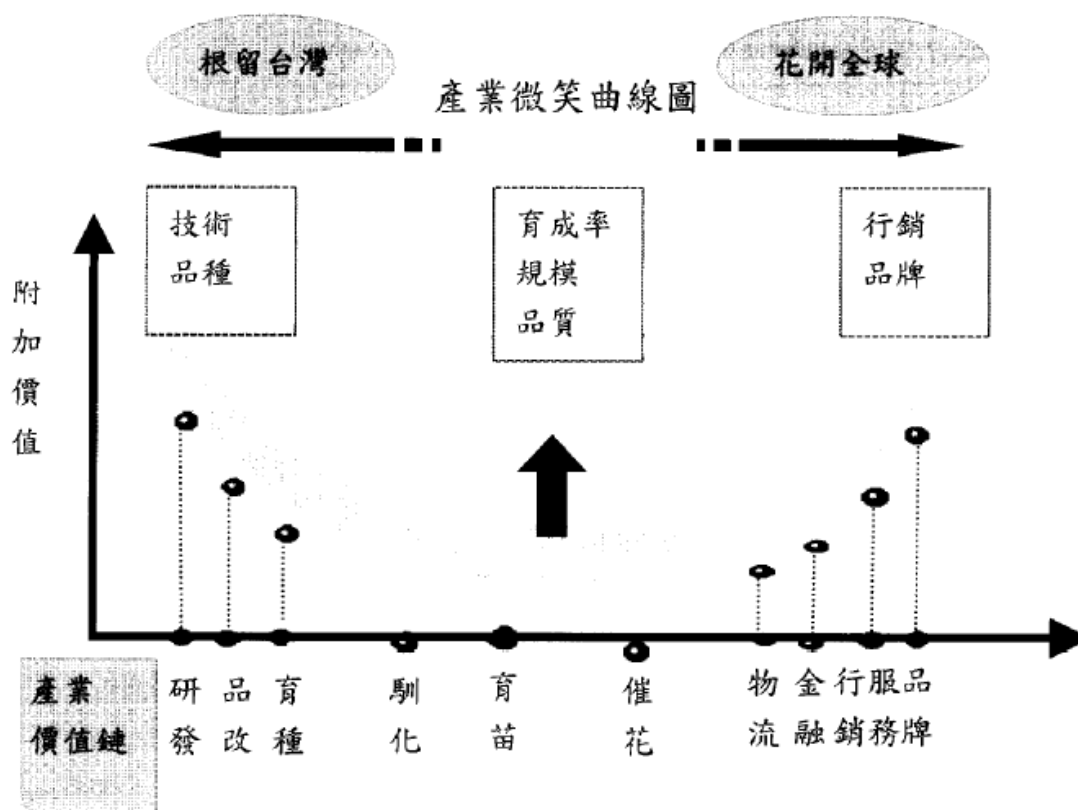 根留台灣
花開全球
產業微笑曲線圖
技術
品種
育成率
規模
品質
行銷
品牌
附加價值
產業
價值鏈
研發
品改
育種
馴化
育苗
催花
物流
金融
行銷
服務
品牌